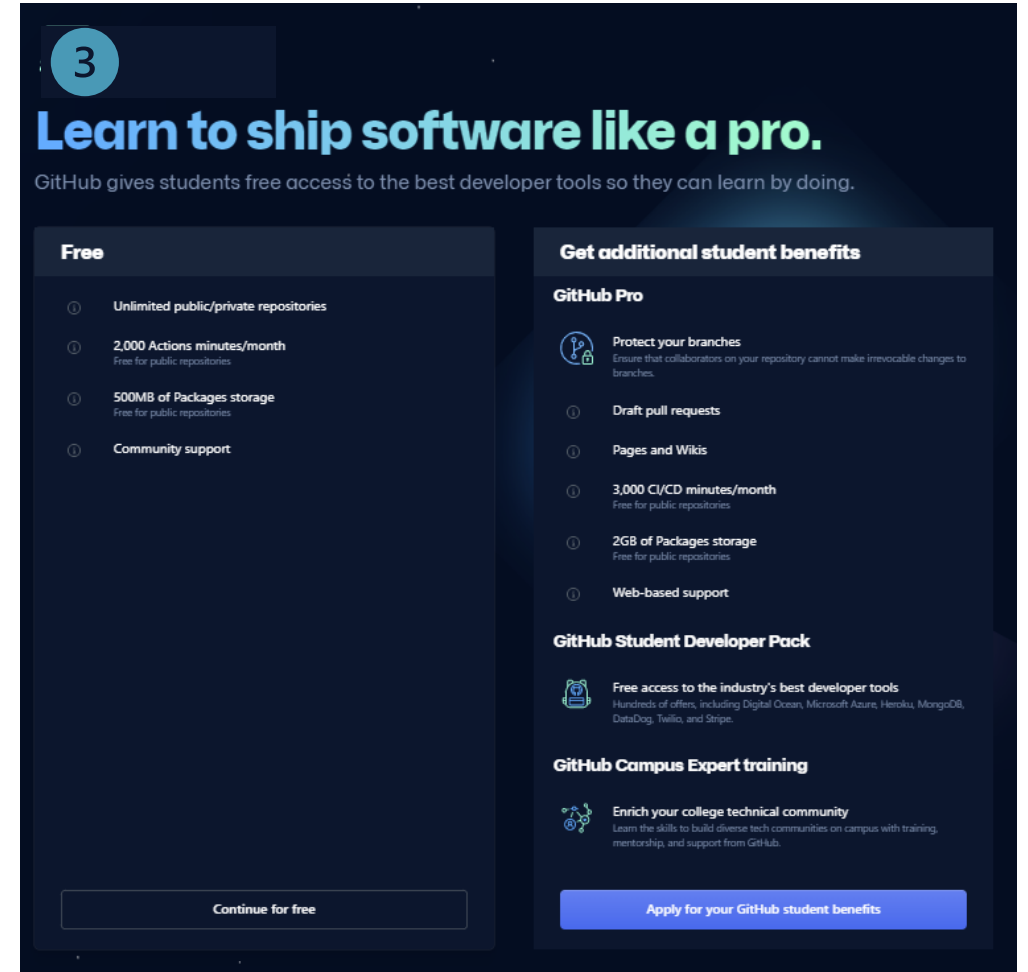 3
Learn to ship software like a pro.
GitHub gives students free access to the best developer tools so they can learn by doing.
Free
Unlimited public/private repositories
2,000 Actions minutes/month
Free for public repositories
500MB of Packages storage
Free for public repositories
Community support
Continue for free
Get additional student benefits
GitHub Pro
Protect your branches
Ensure that collaborators on your repository cannot make irrevocable changes to
branches.
Draft pull requests
Pages and Wikis
3,000 CI/CD minutes/month
Free for public repositories
2GB of Packages storage
Free for public repositories
Web-based support
GitHub Student Developer Pack
Free access to the industry's best developer tools
Hundreds of offers, including Digital Ocean, Microsoft Azure, Heroku, MongoDB,
DataDog, Twilio, and Stripe.
GitHub Campus Expert training
Enrich your college technical community
Learn the skills to build diverse tech communities on campus with training,
mentorship, and support from GitHub.
Apply for your GitHub student benefits